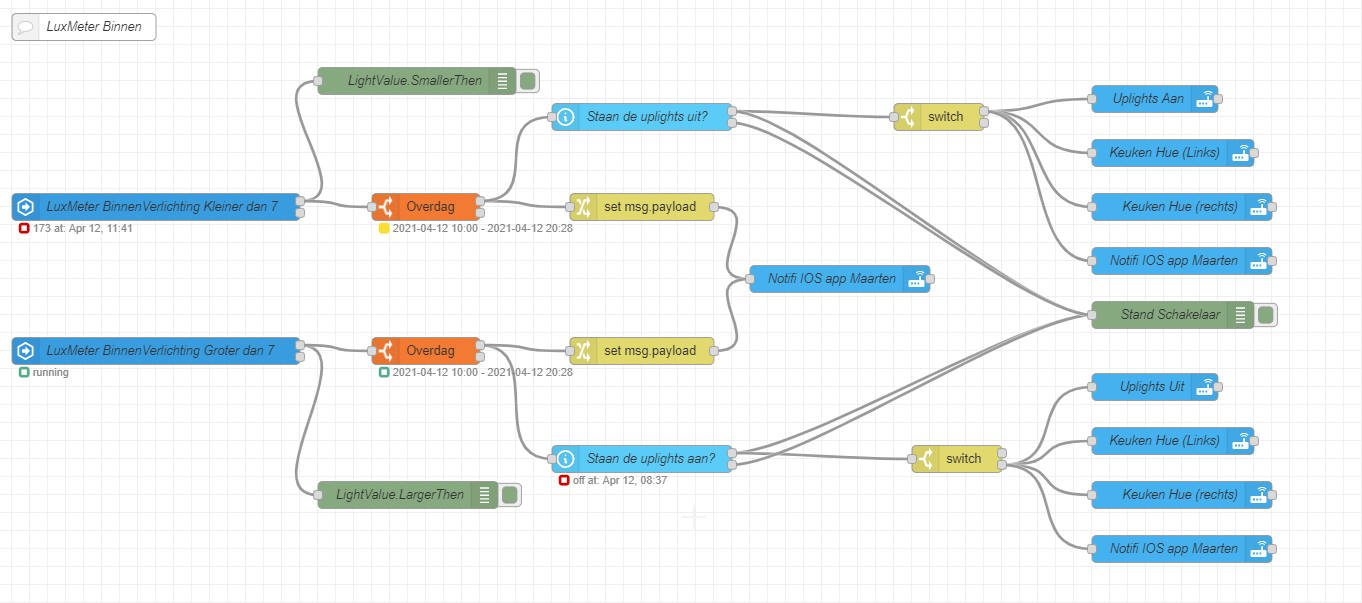 LuxMeter Binnen
LightValue.SmallerThen
Staan de uplights uit?
switch
Uplights Aan
Keuken Hue (Links)
LuxMeter BinnenVerlichting Kleiner dan 7
173 at: Apr 12, 11:41
Overdag
2021-04-12 10:00 - 2021-04-12 20:28
set msg.payload
Keuken Hue (rechts)
Notifi IOS app Maarten
Notifi IOS app Maarten
Stand Schakelaar
LuxMeter BinnenVerlichting Groter dan 7
running
Overdag
2021-04-12 10:00 - 2021-04-12 20:28
set msg.payload
Uplights Uit
Keuken Hue (Links)
Staan de uplights aan?
off at: Apr 12, 08:37
switch
LightValue.LargerThen
Keuken Hue (rechts)
Notifi IOS app Maarten